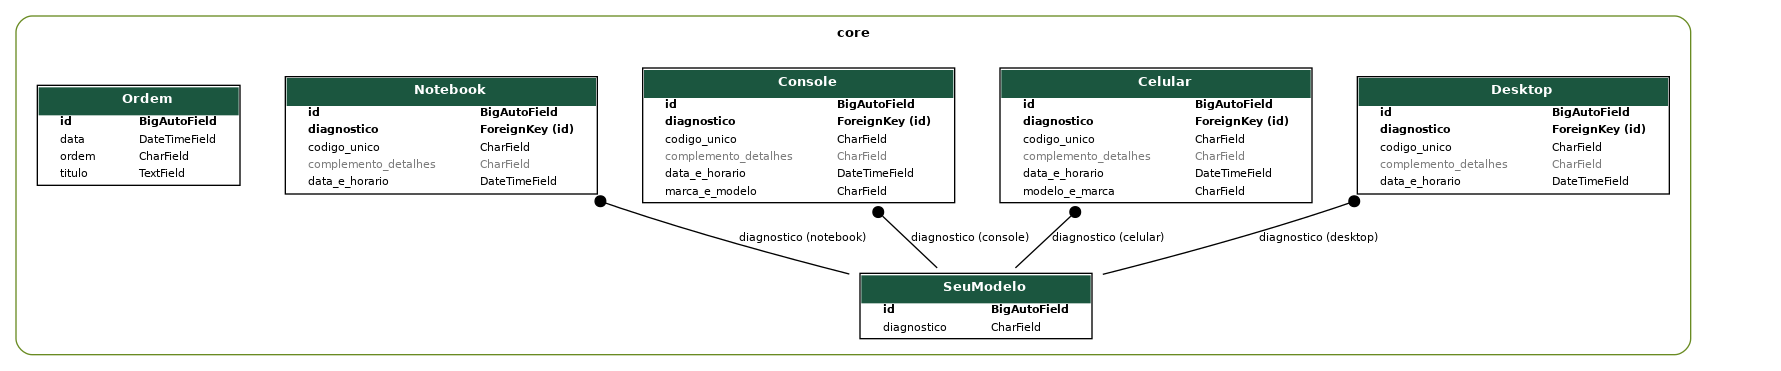 core
Ordem
id BigAutoField
data DateTimeField
ordem CharField
titulo TextField
Notebook
id BigAutoField
diagnostico ForeignKey (id)
codigo_unico CharField
complemento_detalhes CharField
data_e_horario DateTimeField
Console
id BigAutoField
diagnostico ForeignKey (id)
codigo_unico CharField
complemento_detalhes CharField
data_e_horario DateTimeField
marca_e_modelo CharField
Celular
id BigAutoField
diagnostico ForeignKey (id)
codigo_unico CharField
complemento_detalhes CharField
data_e_horario DateTimeField
modelo_e_marca CharField
Desktop
id BigAutoField
diagnostico ForeignKey (id)
codigo_unico CharField
complemento_detalhes CharField
data_e_horario DateTimeField
diagnostico (notebook)
diagnostico (console)
diagnostico (celular)
diagnostico (desktop)
SeuModelo
id BigAutoField
diagnostico CharField